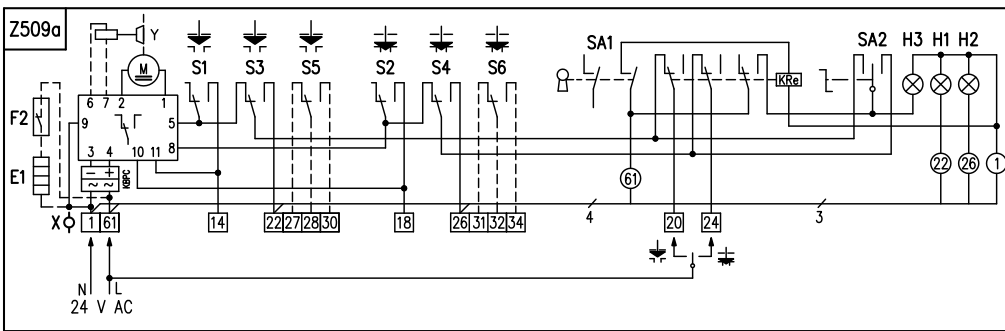 Z509a
Y
M
S1 S3 S5 S2 S4 S6
SA1
KRe
SA2 H3 H1 H2
6 7 2 1
F2
9 5
8
3 4 10 11
E1
− +
~ ~
KBPC
61
22 26 1
X
1 61 14 22 27 28 30 18 26 31 32 34
4
20 24
3
N L
24 V AC